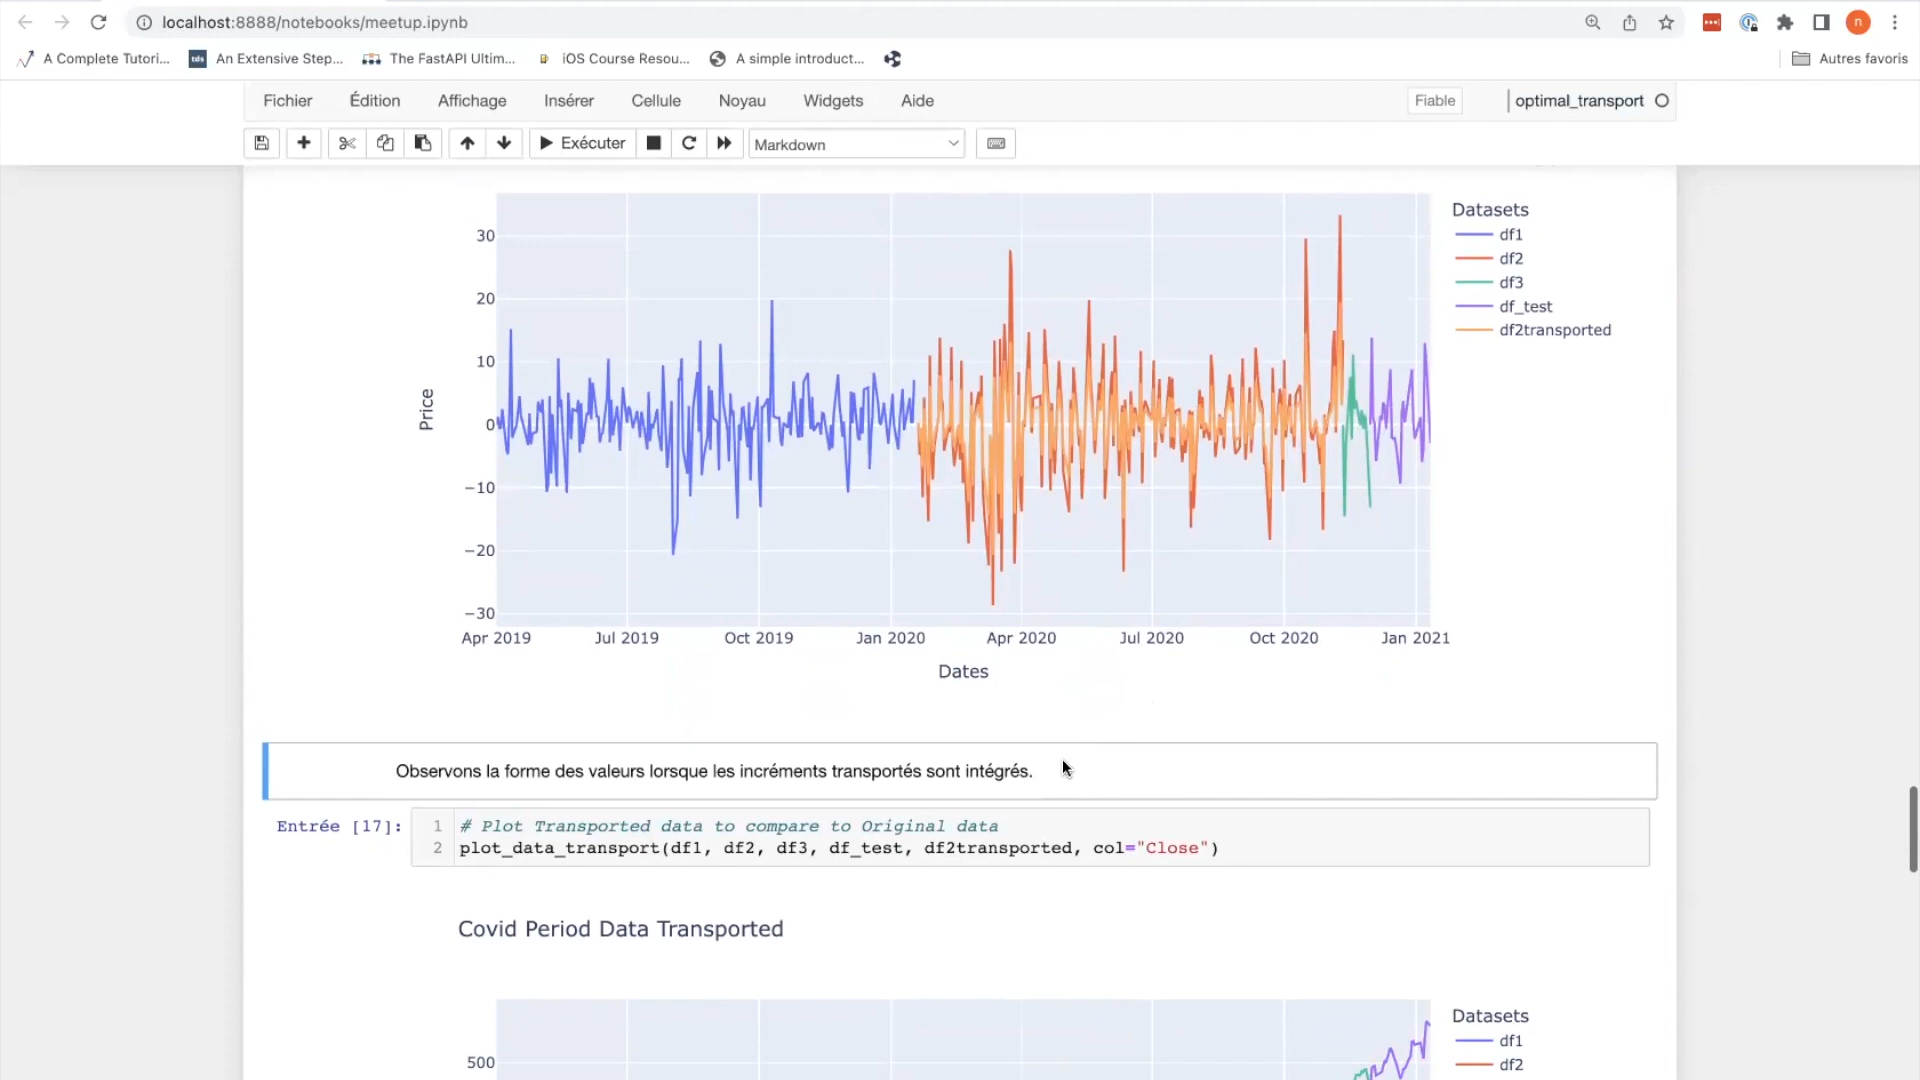 localhost:8888/notebooks/meetup.ipynb
n
A Complete Tutori...
tds
An Extensive Step...
The FastAPI Ultim...
iOS Course Resou...
A simple introduct...
Autres favoris
Fichier
Édition
Affichage
Insérer
Cellule
Noyau
Widgets
Aide
Fiable
optimal_transport
Exécuter
Markdown
Datasets
df1
df2
df3
df_test
df2transported
30
20
10
0
−10
−20
−30
Price
Apr 2019
Jul 2019
Oct 2019
Jan 2020
Apr 2020
Jul 2020
Oct 2020
Jan 2021
Dates
Observons la forme des valeurs lorsque les incréments transportés sont intégrés.
Entrée [17]:
1 # Plot Transported data to compare to Original data
2 plot_data_transport(df1, df2, df3, df_test, df2transported, col="Close")
Covid Period Data Transported
Datasets
df1
df2
500